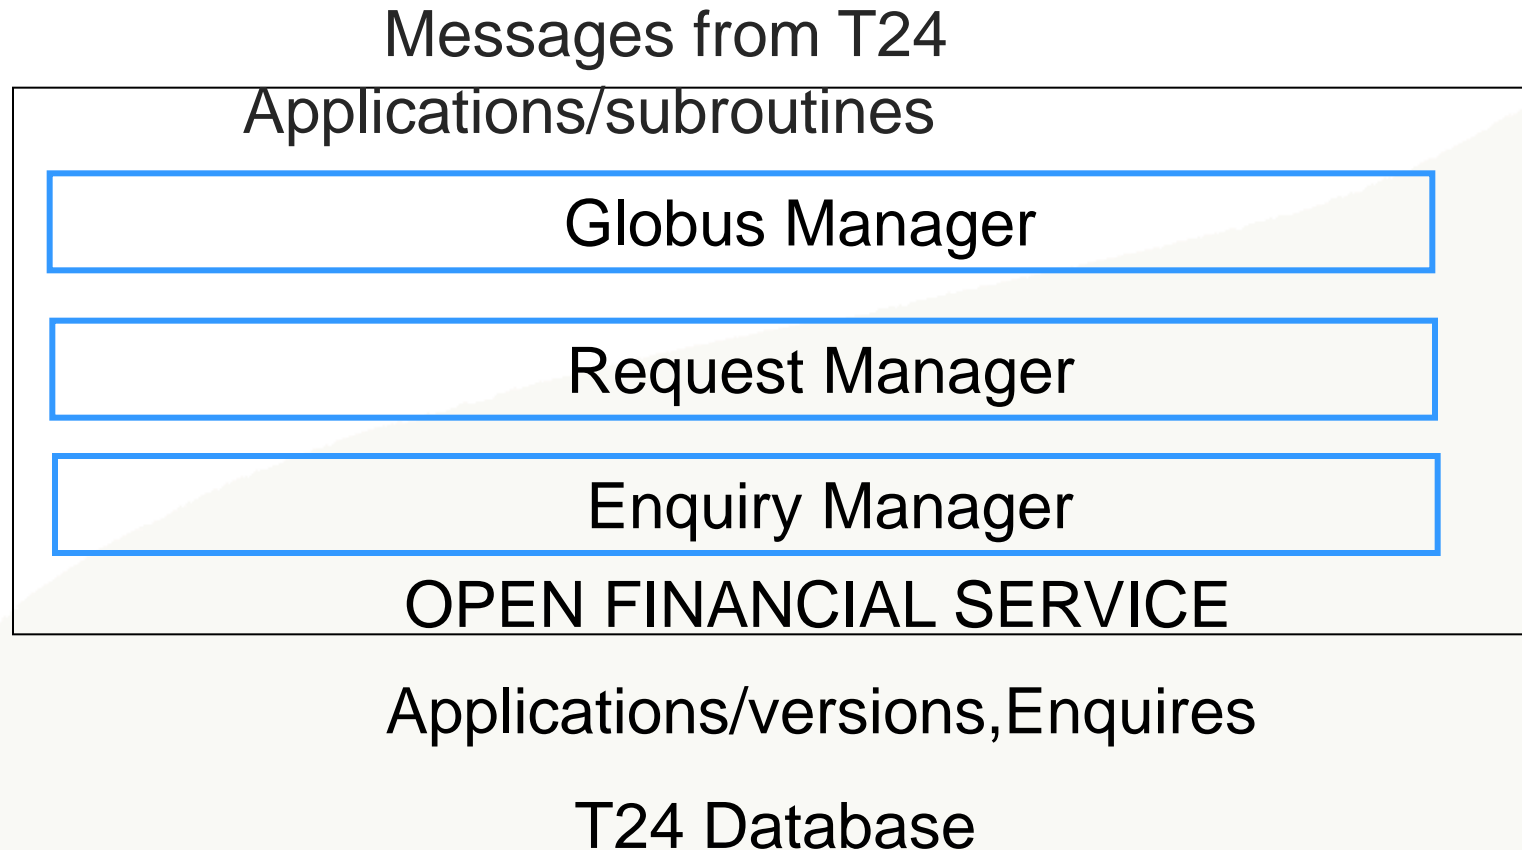 Messages from T24
Applications/subroutines
Globus Manager
Request Manager
Enquiry Manager
OPEN FINANCIAL SERVICE
Applications/versions,Enquires
T24 Database